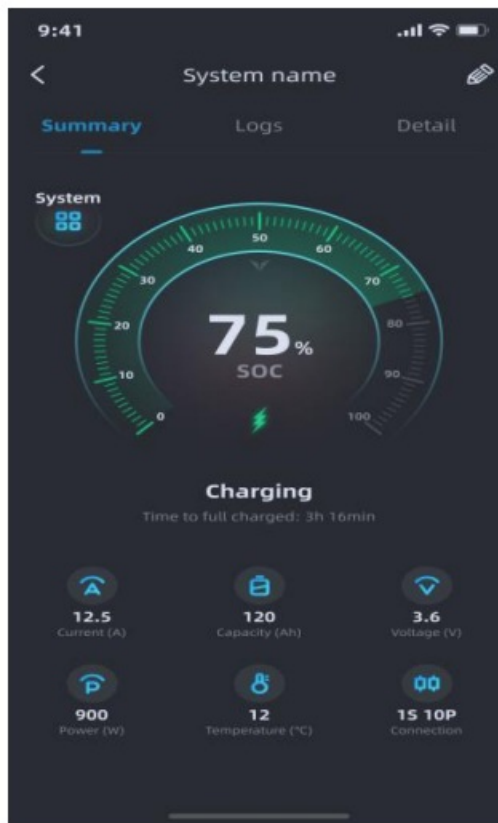 9:41
System name
Summary Logs Detail
System
0 10 20 30 40 50 60 70 80 90 100
75%
SOC
Charging
Time to full charged: 3h 16min
A V
12.5 120 3.6
Current (A) Capacity (Ah) Voltage (V)
P
900 12 1S 10P
Power (W) Temperature (°C) Connection